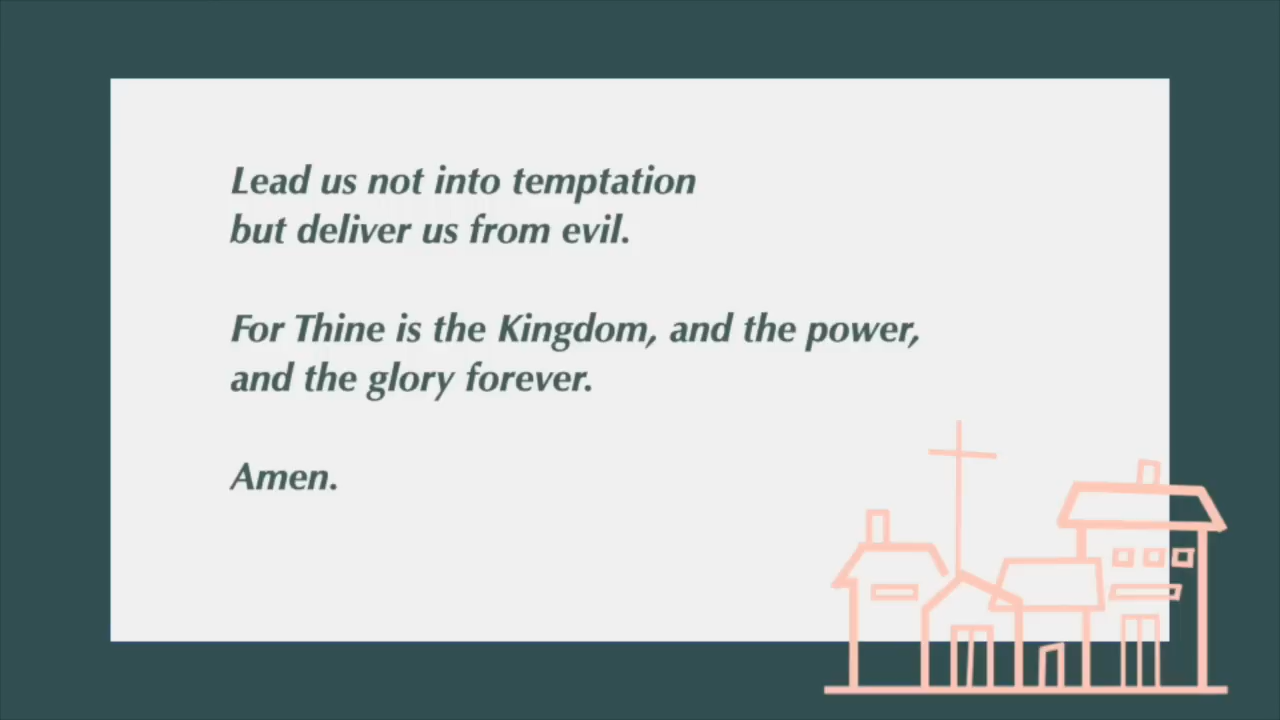 Lead us not into temptation
but deliver us from evil.
For Thine is the Kingdom, and the power,
and the glory forever.
Amen.